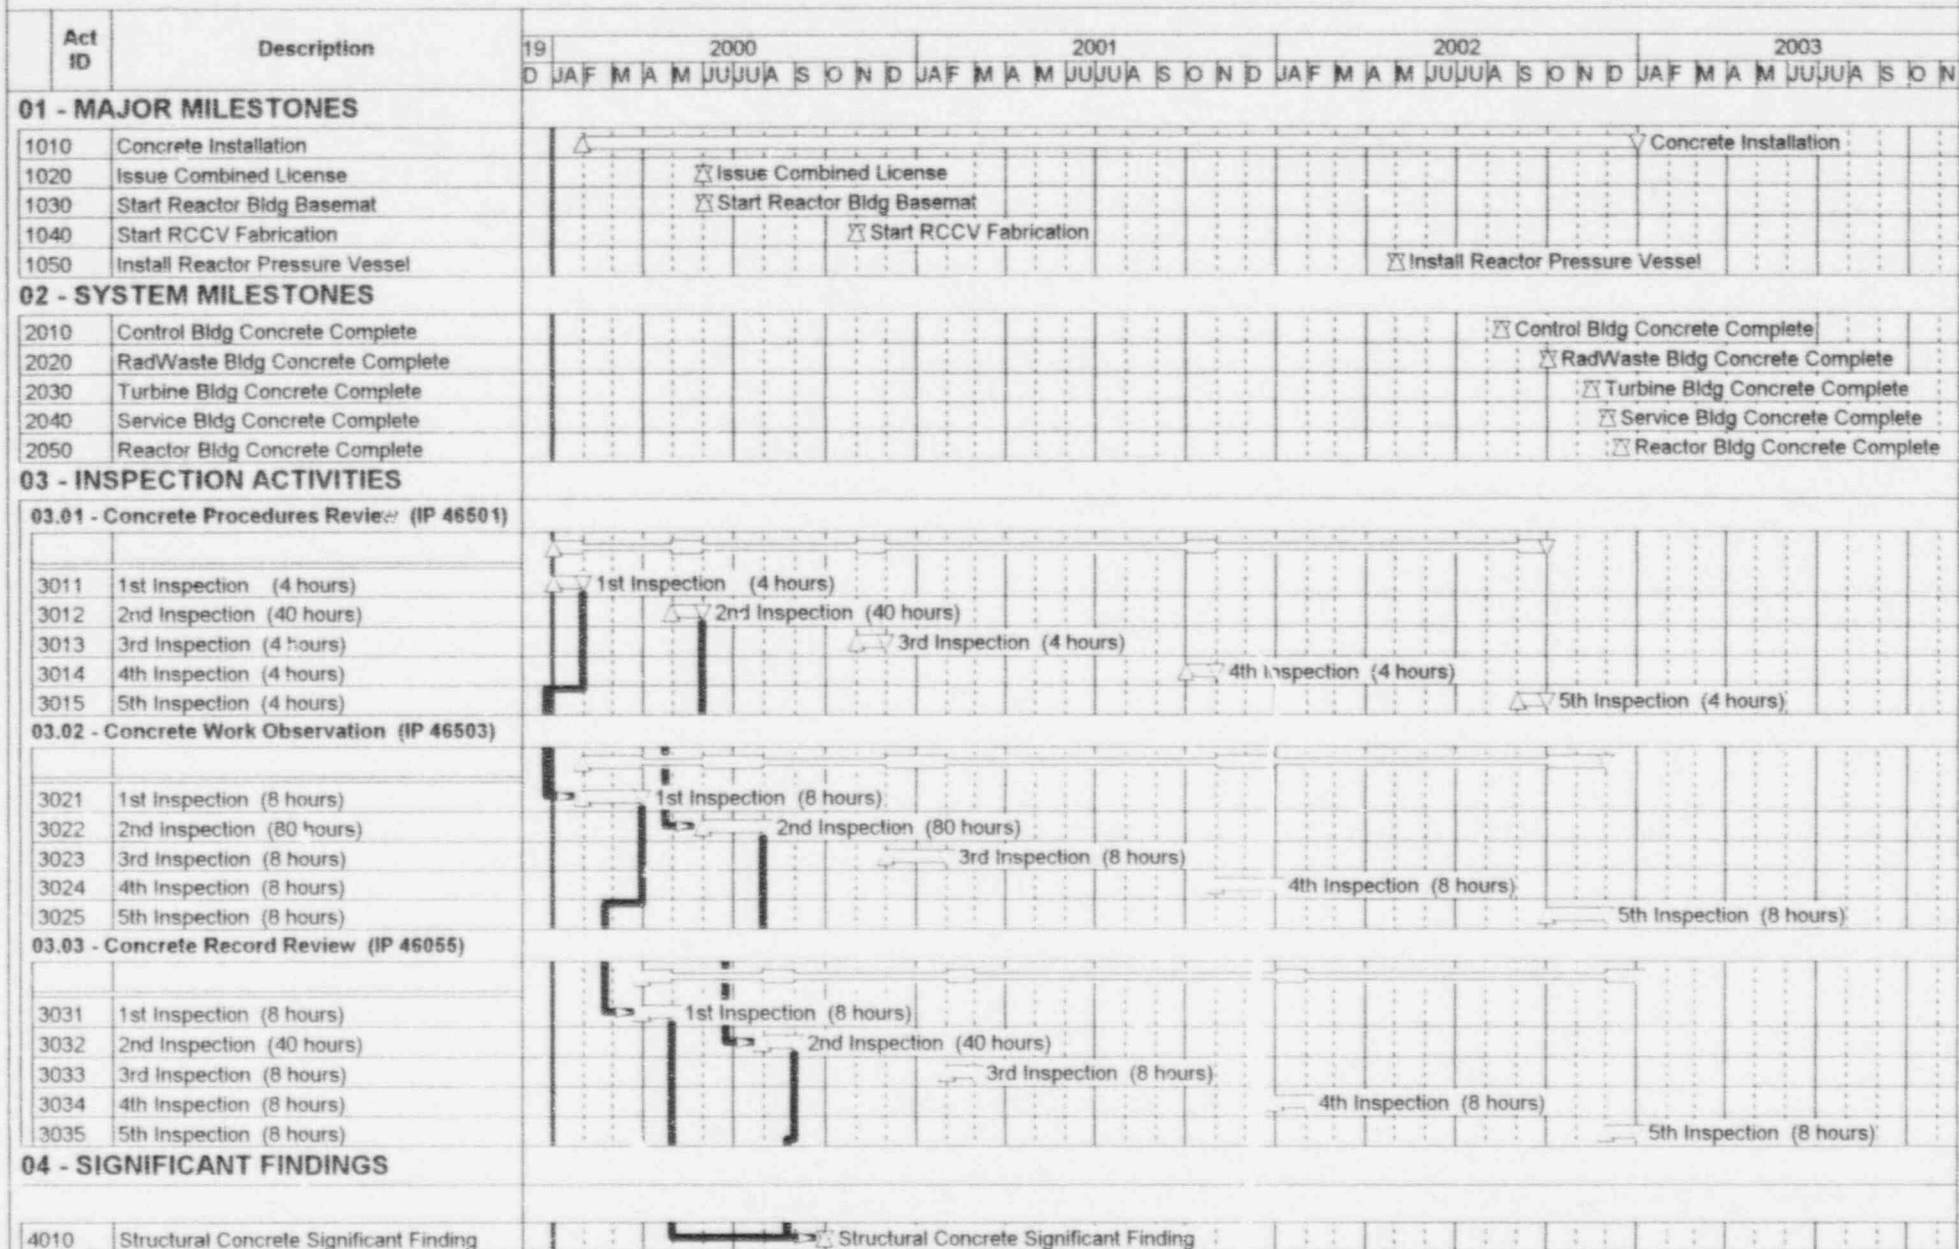 Act ID Description 19 2000 2001 2002 2003
D JA F M A M JU JU A S O N D JA F M A M JU JU A S O N D JA F M A M JU JU A S O N D JA F M A M JU JU A S O N
01 - MAJOR MILESTONES
1010 Concrete Installation Concrete Installation
1020 Issue Combined License Issue Combined License
1030 Start Reactor Bldg Basemat Start Reactor Bldg Basemat
1040 Start RCCV Fabrication Start RCCV Fabrication
1050 Install Reactor Pressure Vessel Install Reactor Pressure Vessel
02 - SYSTEM MILESTONES
2010 Control Bldg Concrete Complete Control Bldg Concrete Complete
2020 RadWaste Bldg Concrete Complete RadWaste Bldg Concrete Complete
2030 Turbine Bldg Concrete Complete Turbine Bldg Concrete Complete
2040 Service Bldg Concrete Complete Service Bldg Concrete Complete
2050 Reactor Bldg Concrete Complete Reactor Bldg Concrete Complete
03 - INSPECTION ACTIVITIES
03.01 - Concrete Procedures Review (IP 46501)
3011 1st Inspection (4 hours) 1st Inspection (4 hours)
3012 2nd Inspection (40 hours) 2nd Inspection (40 hours)
3013 3rd Inspection (4 hours) 3rd Inspection (4 hours)
3014 4th Inspection (4 hours) 4th Inspection (4 hours)
3015 5th Inspection (4 hours) 5th Inspection (4 hours)
03.02 - Concrete Work Observation (IP 46503)
3021 1st Inspection (8 hours) 1st Inspection (8 hours)
3022 2nd Inspection (80 hours) 2nd Inspection (80 hours)
3023 3rd Inspection (8 hours) 3rd Inspection (8 hours)
3024 4th Inspection (8 hours) 4th Inspection (8 hours)
3025 5th Inspection (8 hours) 5th Inspection (8 hours)
03.03 - Concrete Record Review (IP 46055)
3031 1st Inspection (8 hours) 1st Inspection (8 hours)
3032 2nd Inspection (40 hours) 2nd Inspection (40 hours)
3033 3rd Inspection (8 hours) 3rd Inspection (8 hours)
3034 4th Inspection (8 hours) 4th Inspection (8 hours)
3035 5th Inspection (8 hours) 5th Inspection (8 hours)
04 - SIGNIFICANT FINDINGS
4010 Structural Concrete Significant Finding Structural Concrete Significant Finding